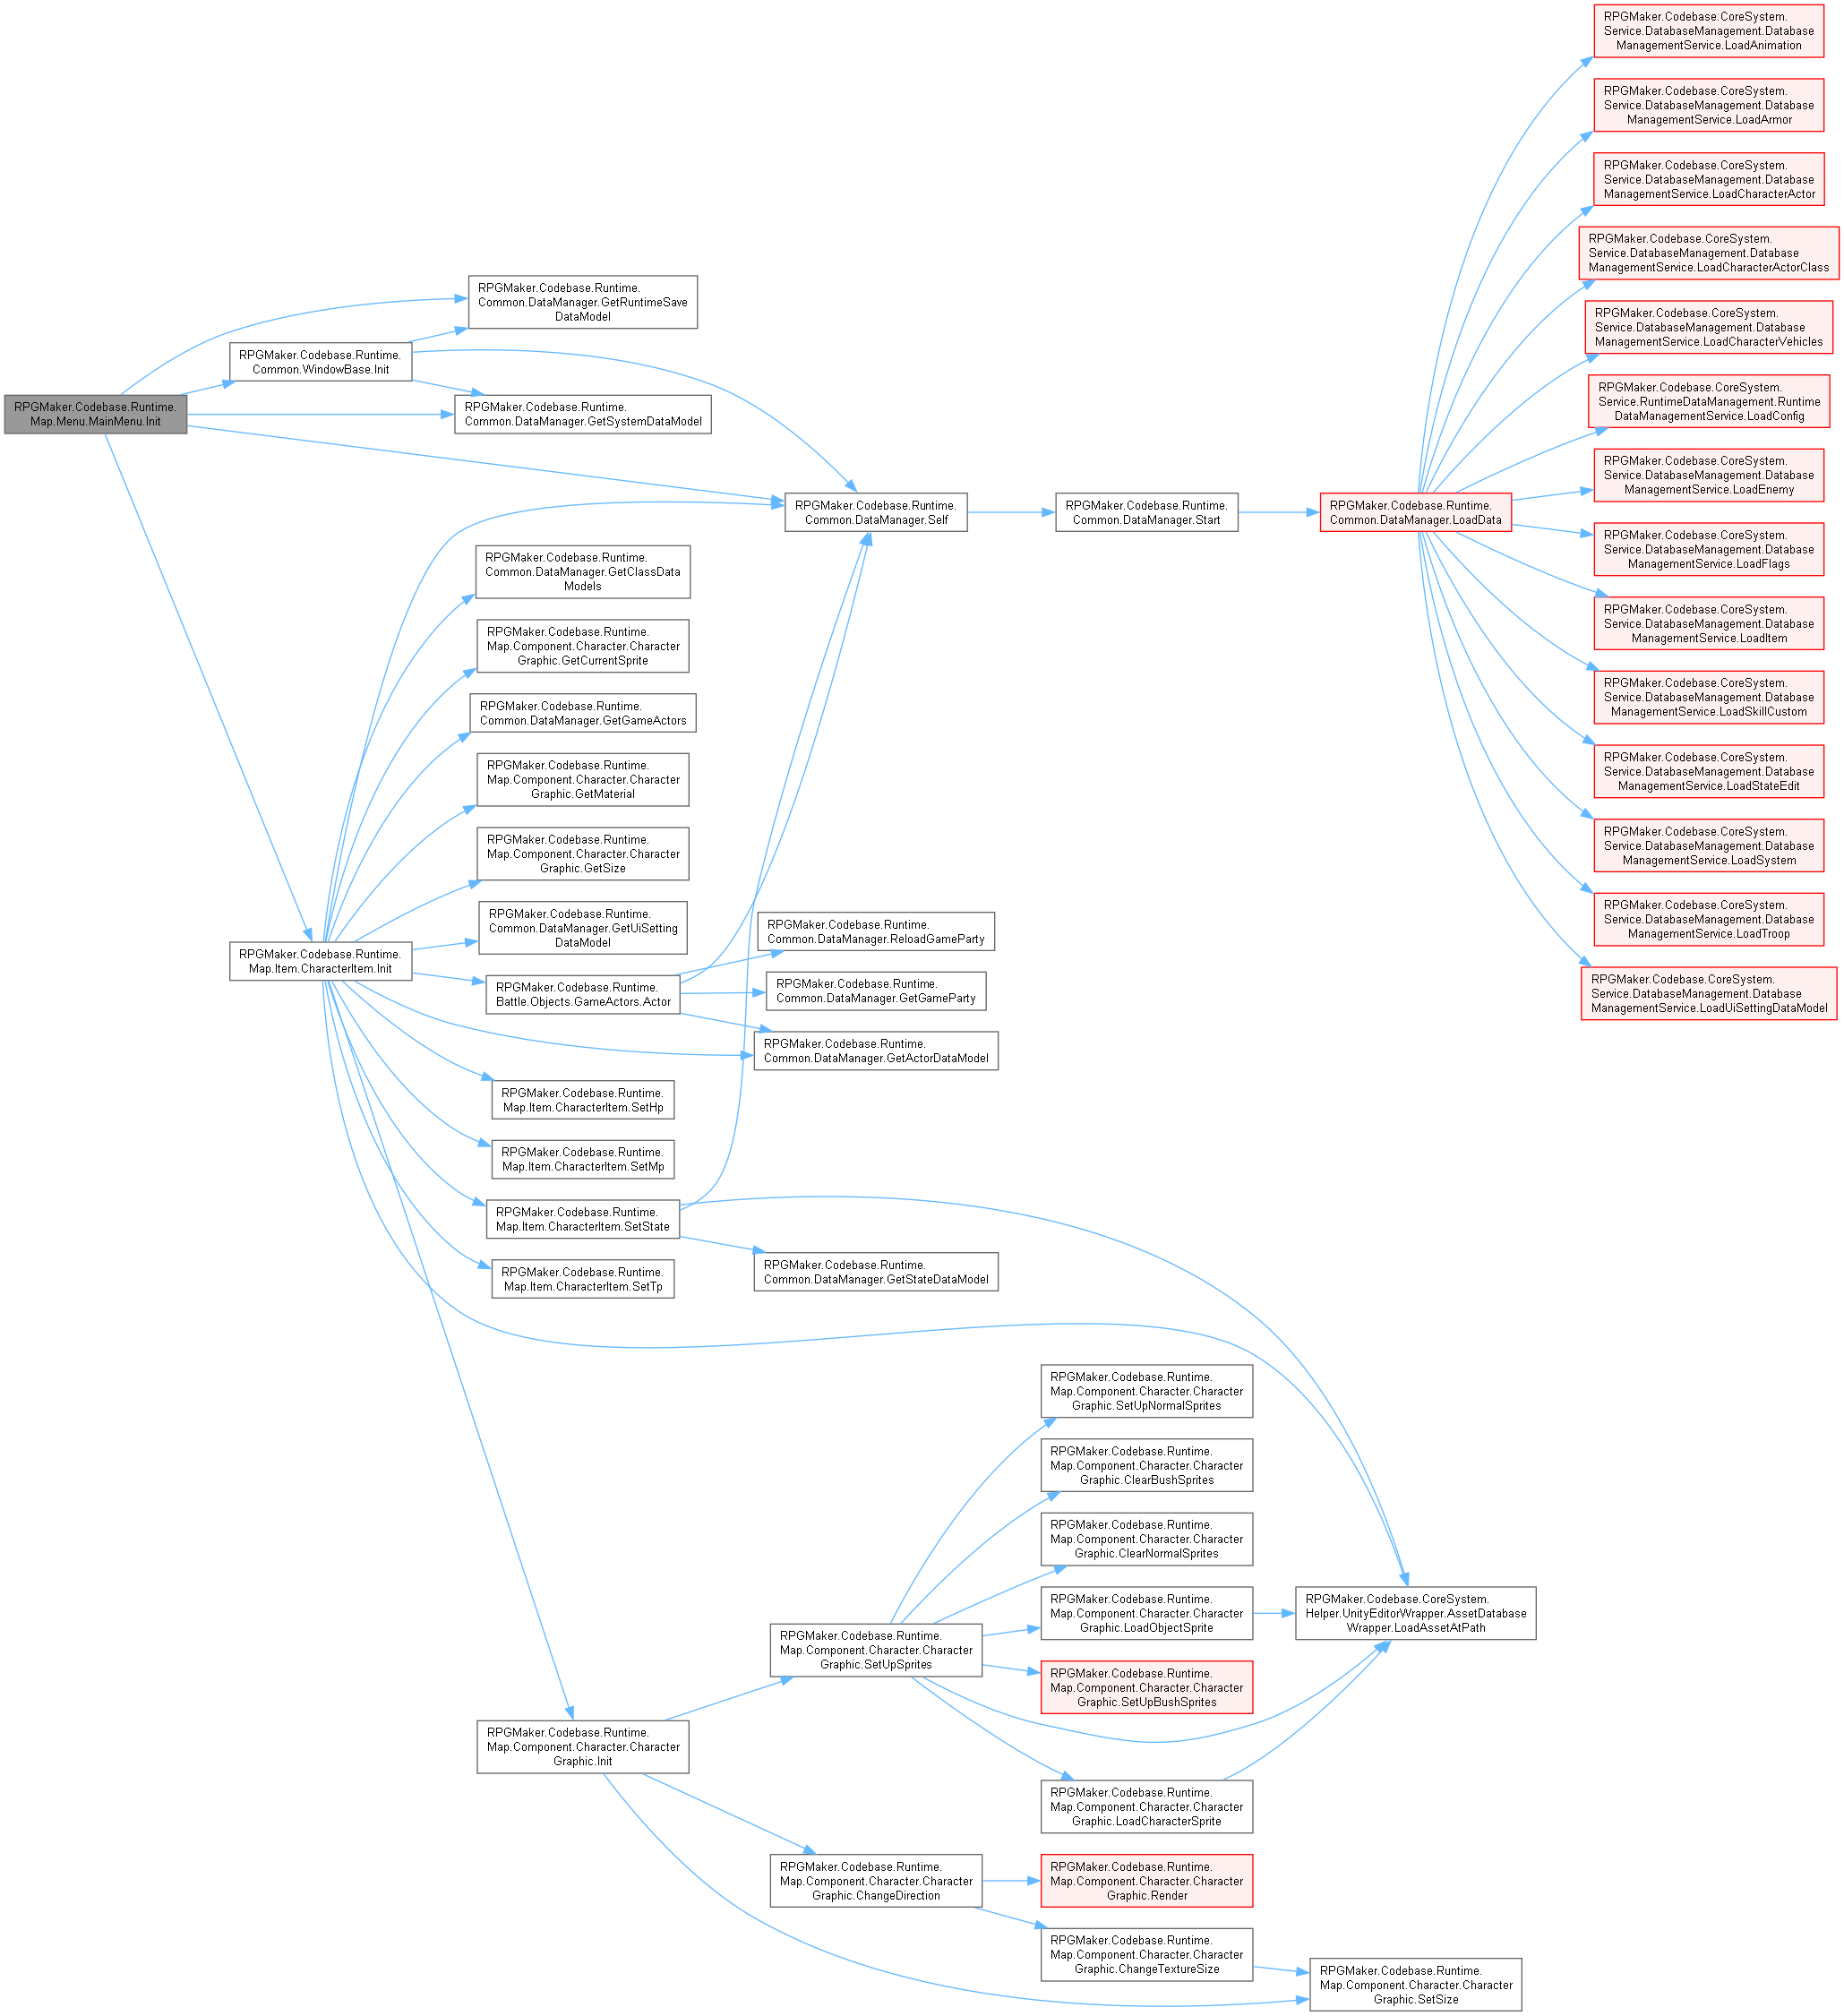 RPGMaker.Codebase.Runtime.
Map.Menu.MainMenu.Init
RPGMaker.Codebase.Runtime.
Common.WindowBase.Init
RPGMaker.Codebase.Runtime.
Map.Item.CharacterItem.Init
RPGMaker.Codebase.Runtime.
Common.DataManager.GetRuntimeSave
DataModel
RPGMaker.Codebase.Runtime.
Common.DataManager.GetSystemDataModel
RPGMaker.Codebase.Runtime.
Common.DataManager.GetClassData
Models
RPGMaker.Codebase.Runtime.
Map.Component.Character.Character
Graphic.GetCurrentSprite
RPGMaker.Codebase.Runtime.
Common.DataManager.GetGameActors
RPGMaker.Codebase.Runtime.
Map.Component.Character.Character
Graphic.GetMaterial
RPGMaker.Codebase.Runtime.
Map.Component.Character.Character
Graphic.GetSize
RPGMaker.Codebase.Runtime.
Common.DataManager.GetUiSetting
DataModel
RPGMaker.Codebase.Runtime.
Battle.Objects.GameActors.Actor
RPGMaker.Codebase.Runtime.
Map.Item.CharacterItem.SetHp
RPGMaker.Codebase.Runtime.
Map.Item.CharacterItem.SetMp
RPGMaker.Codebase.Runtime.
Map.Item.CharacterItem.SetState
RPGMaker.Codebase.Runtime.
Map.Item.CharacterItem.SetTp
RPGMaker.Codebase.Runtime.
Map.Component.Character.Character
Graphic.Init
RPGMaker.Codebase.Runtime.
Common.DataManager.Self
RPGMaker.Codebase.Runtime.
Common.DataManager.ReloadGameParty
RPGMaker.Codebase.Runtime.
Common.DataManager.GetGameParty
RPGMaker.Codebase.Runtime.
Common.DataManager.GetActorDataModel
RPGMaker.Codebase.Runtime.
Common.DataManager.GetStateDataModel
RPGMaker.Codebase.Runtime.
Map.Component.Character.Character
Graphic.SetUpSprites
RPGMaker.Codebase.Runtime.
Map.Component.Character.Character
Graphic.ChangeDirection
RPGMaker.Codebase.Runtime.
Common.DataManager.Start
RPGMaker.Codebase.Runtime.
Map.Component.Character.Character
Graphic.SetUpNormalSprites
RPGMaker.Codebase.Runtime.
Map.Component.Character.Character
Graphic.ClearBushSprites
RPGMaker.Codebase.Runtime.
Map.Component.Character.Character
Graphic.ClearNormalSprites
RPGMaker.Codebase.Runtime.
Map.Component.Character.Character
Graphic.LoadObjectSprite
RPGMaker.Codebase.Runtime.
Map.Component.Character.Character
Graphic.SetUpBushSprites
RPGMaker.Codebase.Runtime.
Map.Component.Character.Character
Graphic.LoadCharacterSprite
RPGMaker.Codebase.Runtime.
Map.Component.Character.Character
Graphic.Render
RPGMaker.Codebase.Runtime.
Map.Component.Character.Character
Graphic.ChangeTextureSize
RPGMaker.Codebase.Runtime.
Common.DataManager.LoadData
RPGMaker.Codebase.CoreSystem.
Helper.UnityEditorWrapper.AssetDatabase
Wrapper.LoadAssetAtPath
RPGMaker.Codebase.Runtime.
Map.Component.Character.Character
Graphic.SetSize
RPGMaker.Codebase.CoreSystem.
Service.DatabaseManagement.Database
ManagementService.LoadAnimation
RPGMaker.Codebase.CoreSystem.
Service.DatabaseManagement.Database
ManagementService.LoadArmor
RPGMaker.Codebase.CoreSystem.
Service.DatabaseManagement.Database
ManagementService.LoadCharacterActor
RPGMaker.Codebase.CoreSystem.
Service.DatabaseManagement.Database
ManagementService.LoadCharacterActorClass
RPGMaker.Codebase.CoreSystem.
Service.DatabaseManagement.Database
ManagementService.LoadCharacterVehicles
RPGMaker.Codebase.CoreSystem.
Service.RuntimeDataManagement.Runtime
DataManagementService.LoadConfig
RPGMaker.Codebase.CoreSystem.
Service.DatabaseManagement.Database
ManagementService.LoadEnemy
RPGMaker.Codebase.CoreSystem.
Service.DatabaseManagement.Database
ManagementService.LoadFlags
RPGMaker.Codebase.CoreSystem.
Service.DatabaseManagement.Database
ManagementService.LoadItem
RPGMaker.Codebase.CoreSystem.
Service.DatabaseManagement.Database
ManagementService.LoadSkillCustom
RPGMaker.Codebase.CoreSystem.
Service.DatabaseManagement.Database
ManagementService.LoadStateEdit
RPGMaker.Codebase.CoreSystem.
Service.DatabaseManagement.Database
ManagementService.LoadSystem
RPGMaker.Codebase.CoreSystem.
Service.DatabaseManagement.Database
ManagementService.LoadTroop
RPGMaker.Codebase.CoreSystem.
Service.DatabaseManagement.Database
ManagementService.LoadUiSettingDataModel